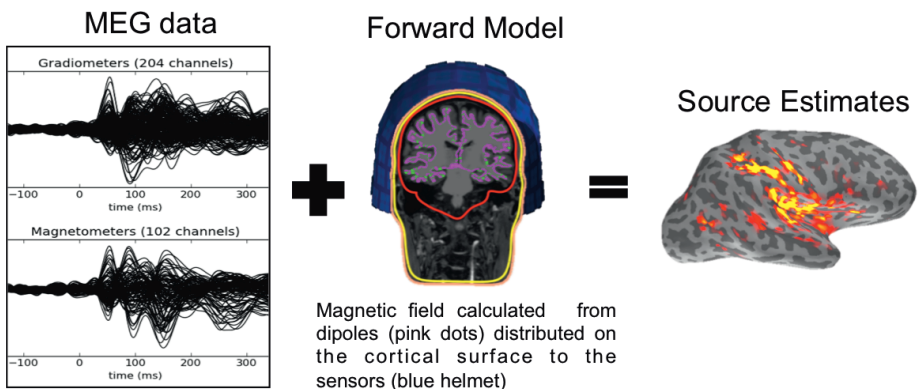 MEG data
Gradiometers (204 channels)
−100 0 100 200 300
time (ms)
Magnetometers (102 channels)
−100 0 100 200 300
time (ms)
Forward Model
Magnetic field calculated from
dipoles (pink dots) distributed on
the cortical surface to the
sensors (blue helmet)
Source Estimates